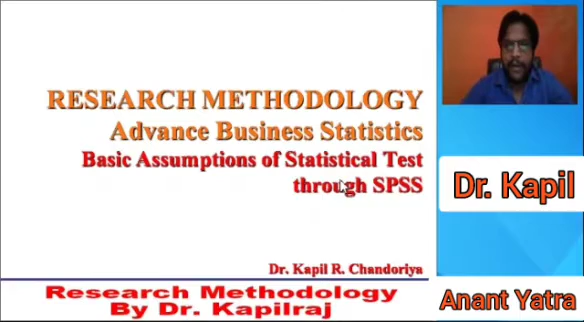 RESEARCH METHODOLOGY
Advance Business Statistics
Basic Assumptions of Statistical Test
through SPSS
Dr. Kapil R. Chandoriya
Research Methodology
By Dr. Kapilraj
Dr. Kapil
Anant Yatra